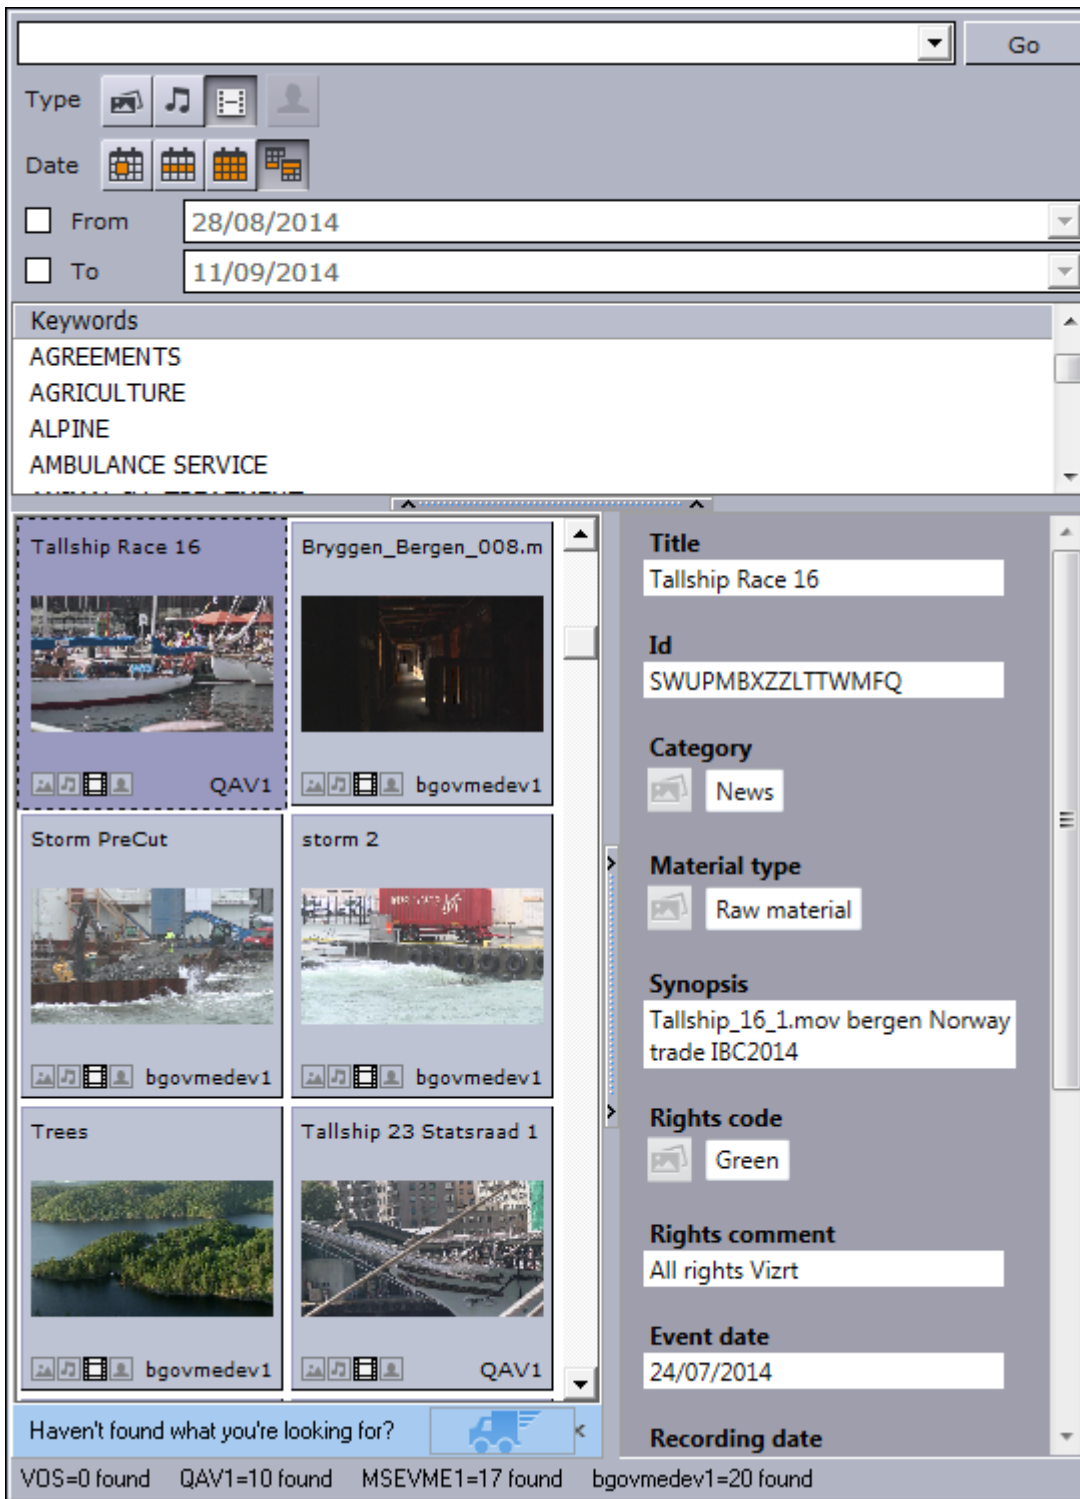 Go
Type
Date
From 28/08/2014
To 11/09/2014
Keywords
AGREEMENTS
AGRICULTURE
ALPINE
AMBULANCE SERVICE
Tallship Race 16
QAV1
Bryggen_Bergen_008.m
bgovmedev1
Storm PreCut
bgovmedev1
storm 2
bgovmedev1
Trees
bgovmedev1
Tallship 23 Statsraad 1
QAV1
Haven't found what you're looking for?
Title
Tallship Race 16
Id
SWUPMBXZZLTTWMFQ
Category
News
Material type
Raw material
Synopsis
Tallship_16_1.mov bergen Norway
trade IBC2014
Rights code
Green
Rights comment
All rights Vizrt
Event date
24/07/2014
Recording date
VOS=0 found QAV1=10 found MSEVME1=17 found bgovmedev1=20 found